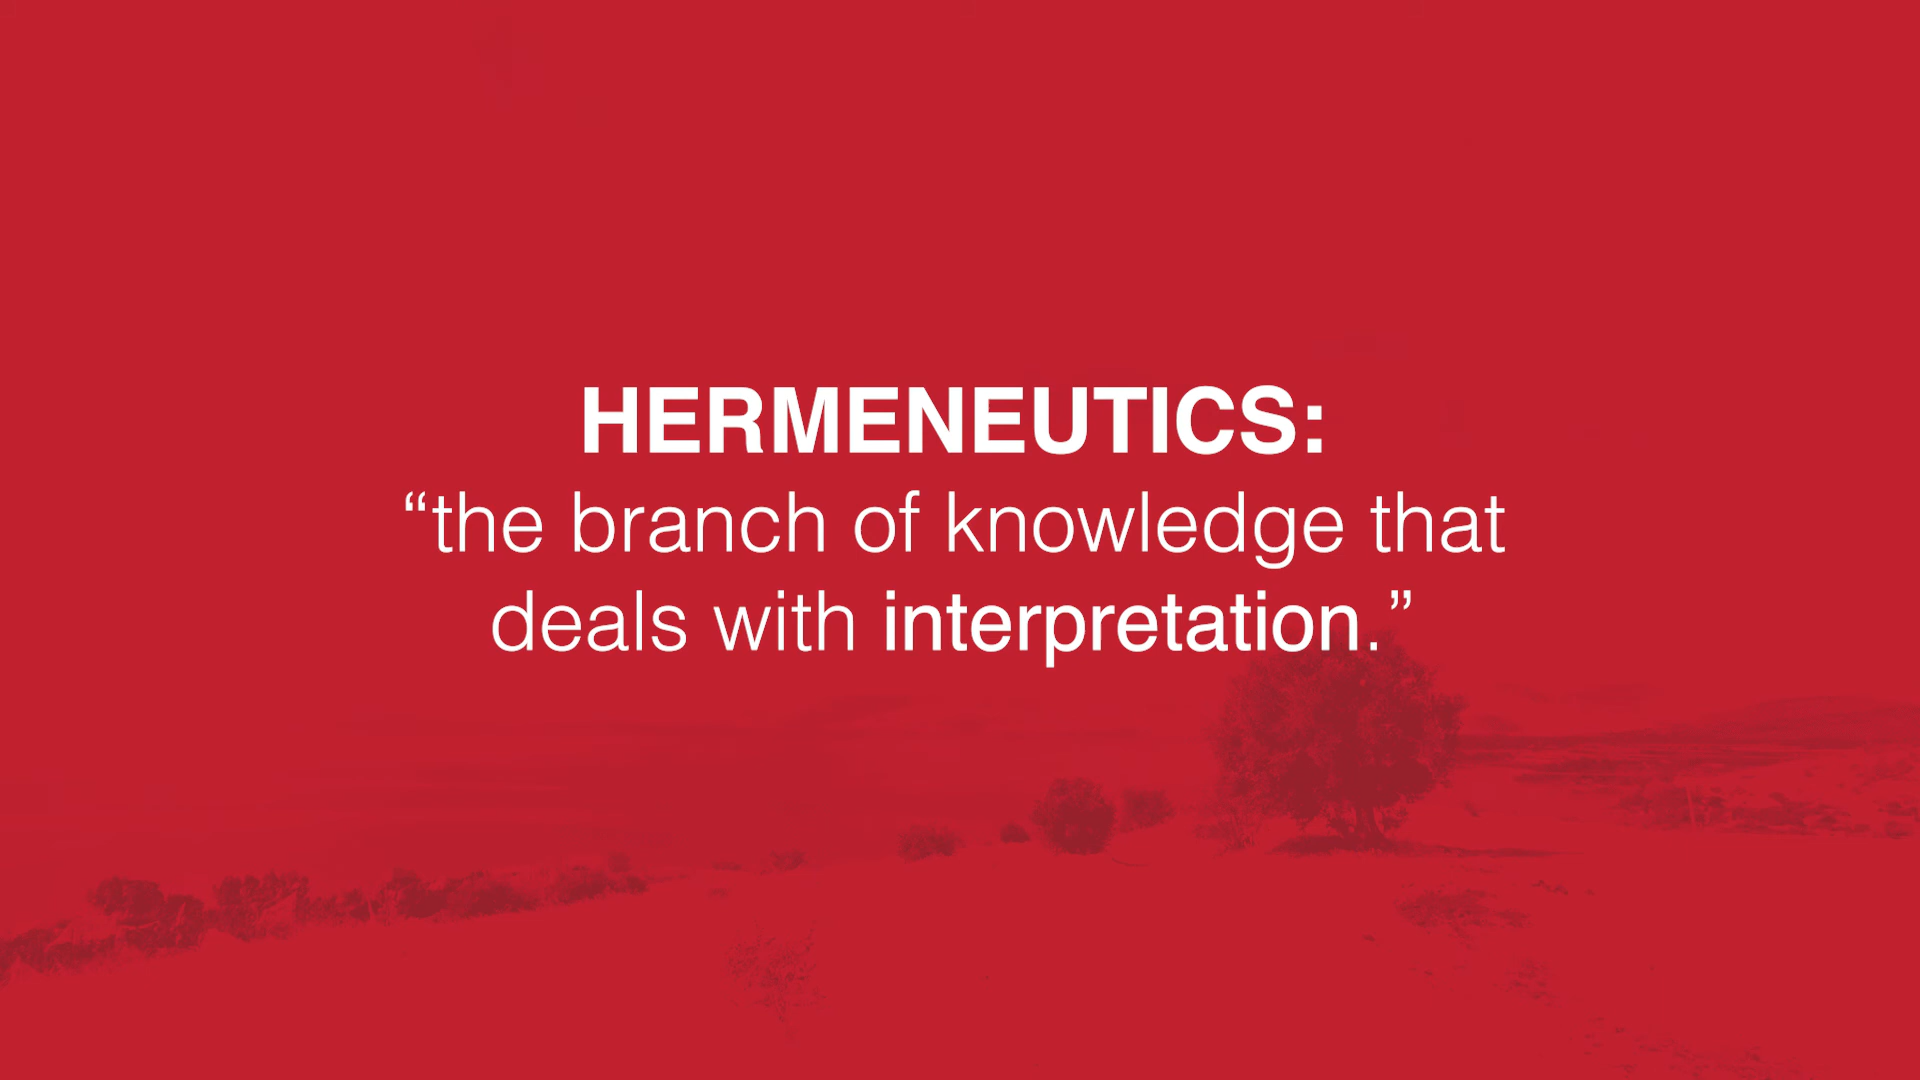 HERMENEUTICS:
“the branch of knowledge that
deals with interpretation.”